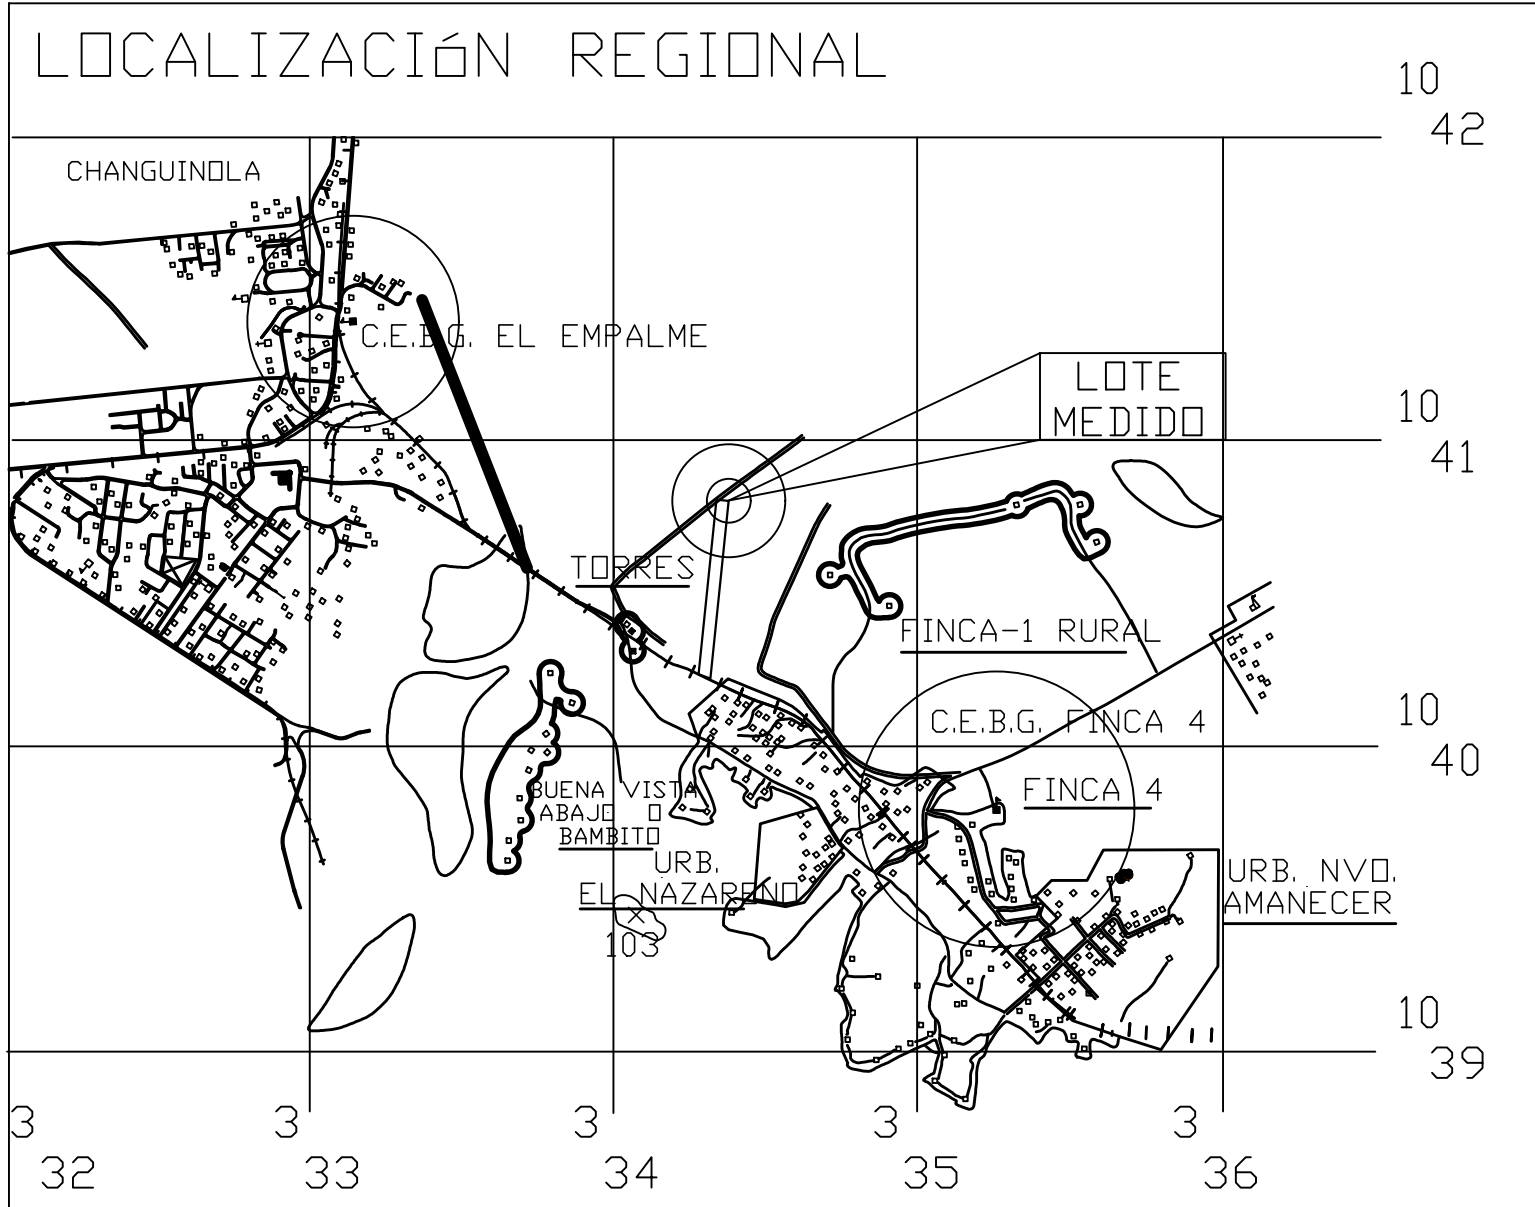 LOCALIZACIóN REGIONAL
10
42
CHANGUINOLA
C.E.B.G. EL EMPALME
LOTE
MEDIDO
10
41
TORRES
FINCA-1 RURAL
C.E.B.G. FINCA 4
10
40
FINCA 4
BUENA VISTA
ABAJO O
BAMBITO
URB.
EL NAZARENO
103
URB. NVO.
AMANECER
10
39
3 3 3 3 3
32 33 34 35 36